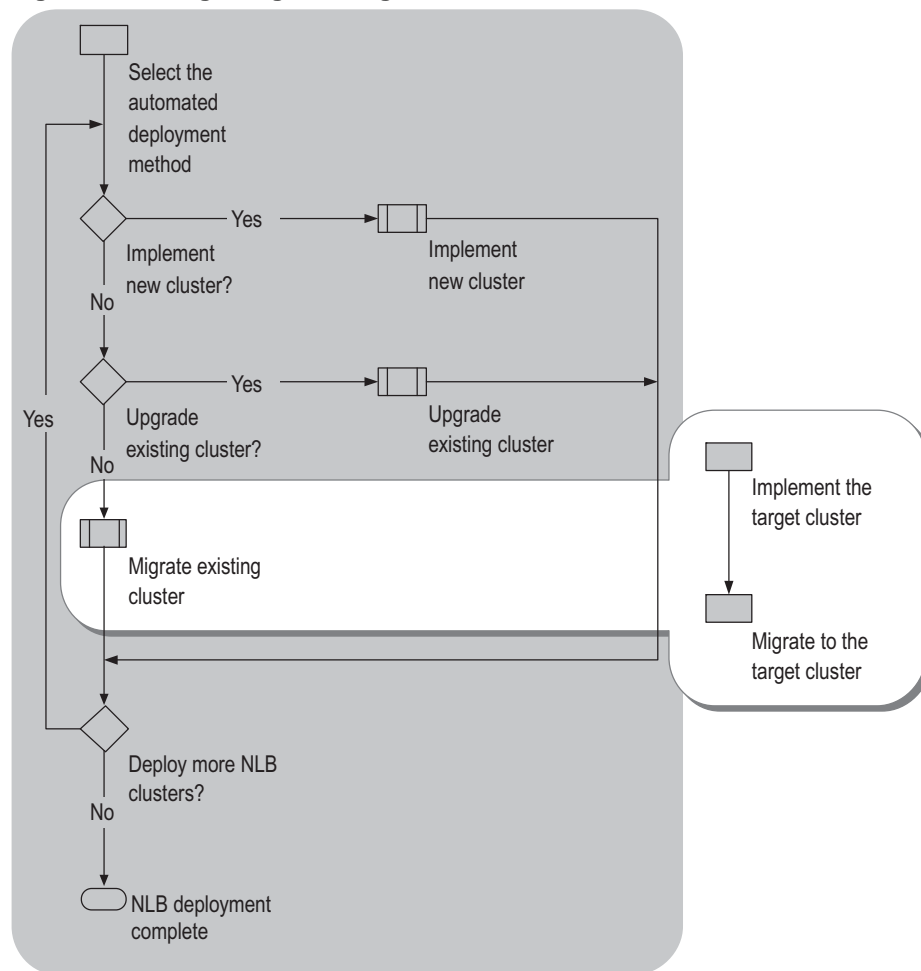 Select the
automated
deployment
method
Yes
Implement
new cluster?
Implement
new cluster
No
Yes
Upgrade
existing cluster?
Upgrade
existing cluster
Yes
No
Migrate existing
cluster
Implement the
target cluster
Migrate to the
target cluster
Deploy more NLB
clusters?
No
NLB deployment
complete